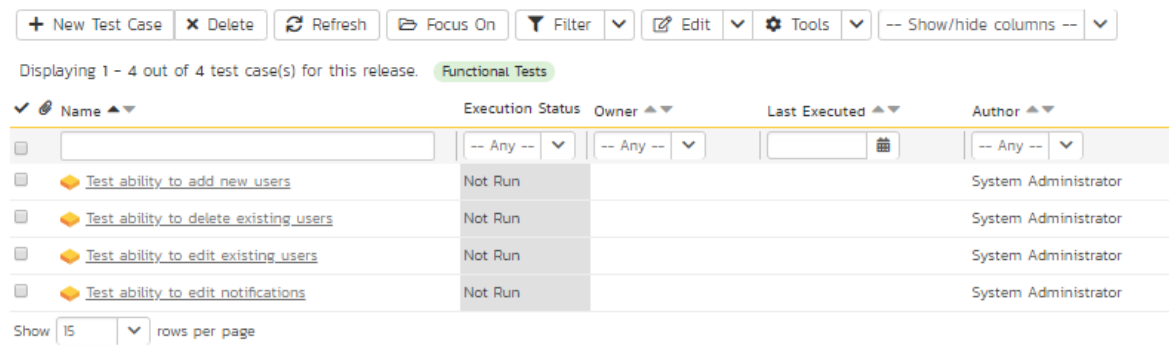 New Test Case Delete Refresh Focus On Filter Edit Tools -- Show/hide columns --
Displaying 1 - 4 out of 4 test case(s) for this release. Functional Tests
Name Execution Status Owner Last Executed Author
-- Any -- -- Any -- -- Any --
Test ability to add new users Not Run System Administrator
Test ability to delete existing users Not Run System Administrator
Test ability to edit existing users Not Run System Administrator
Test ability to edit notifications Not Run System Administrator
Show 15 rows per page